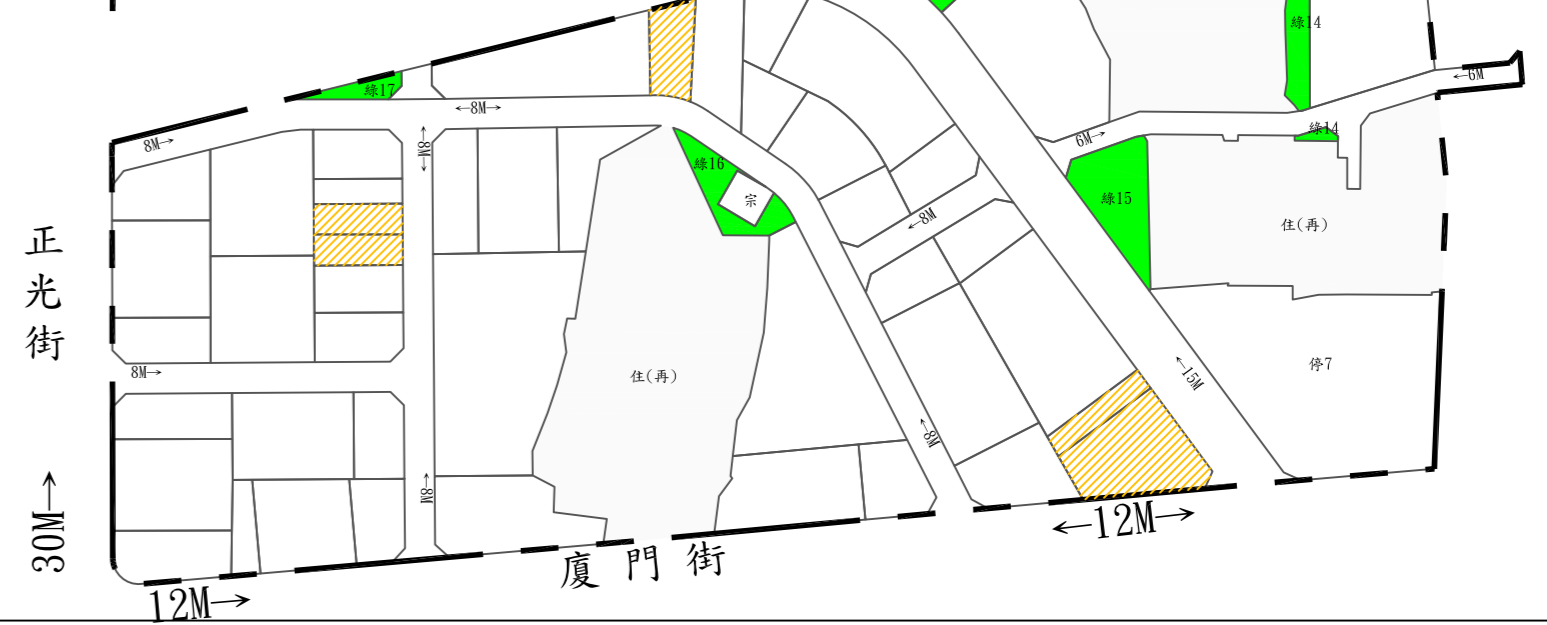 綠14
←6M
綠17
←8M→
8M→
←8M→
綠14
6M→
綠16
宗
綠15
←8M
住(再)
正光街
8M→
住(再)
←15M
停7
←8M
←8M
30M→
←12M→
廈門街
12M→